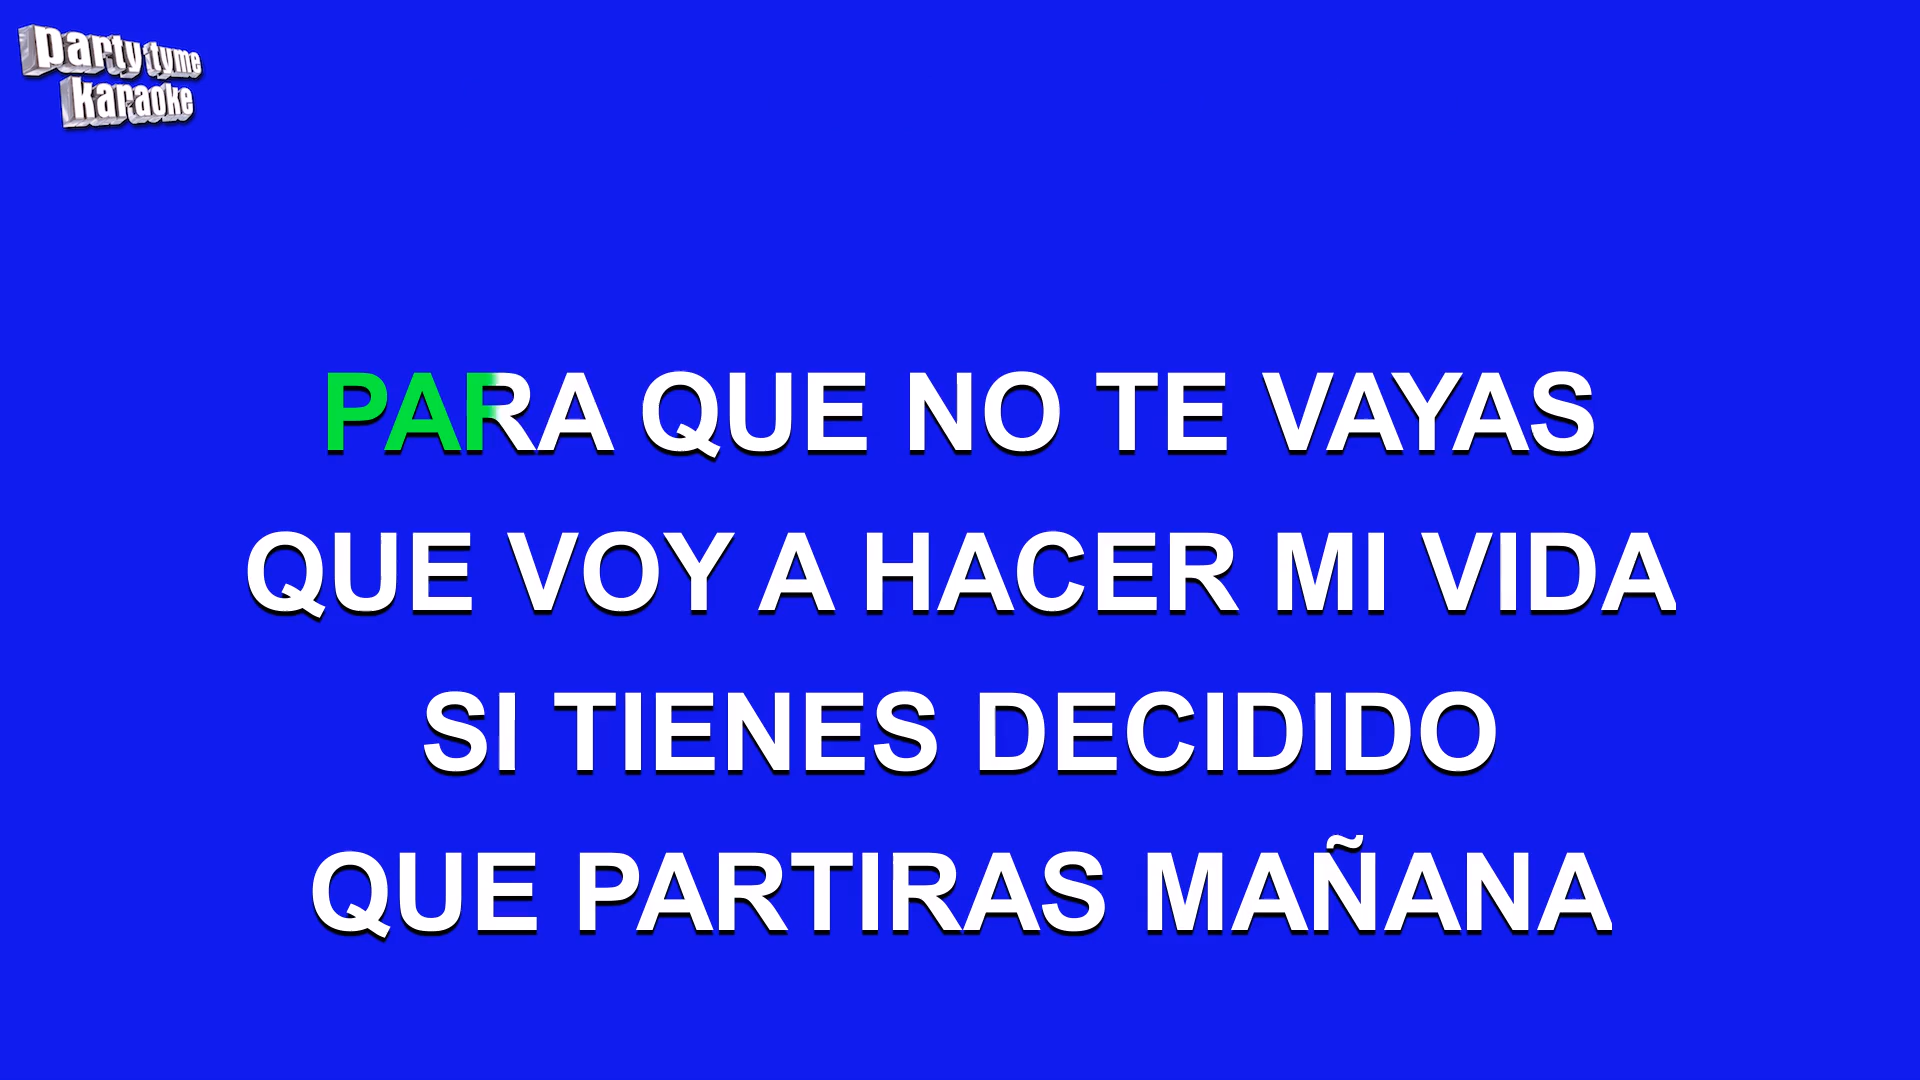 party tyme
karaoke
PARA QUE NO TE VAYAS
QUE VOY A HACER MI VIDA
SI TIENES DECIDIDO
QUE PARTIRAS MAÑANA